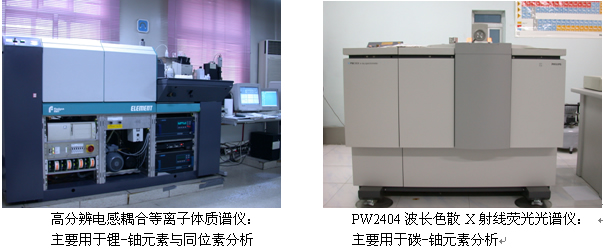 ELEMENT
高分辨电感耦合等离子体质谱仪：
主要用于锂-铀元素与同位素分析
PW2404 波长色散 X 射线荧光光谱仪：
主要用于碳-铀元素分析